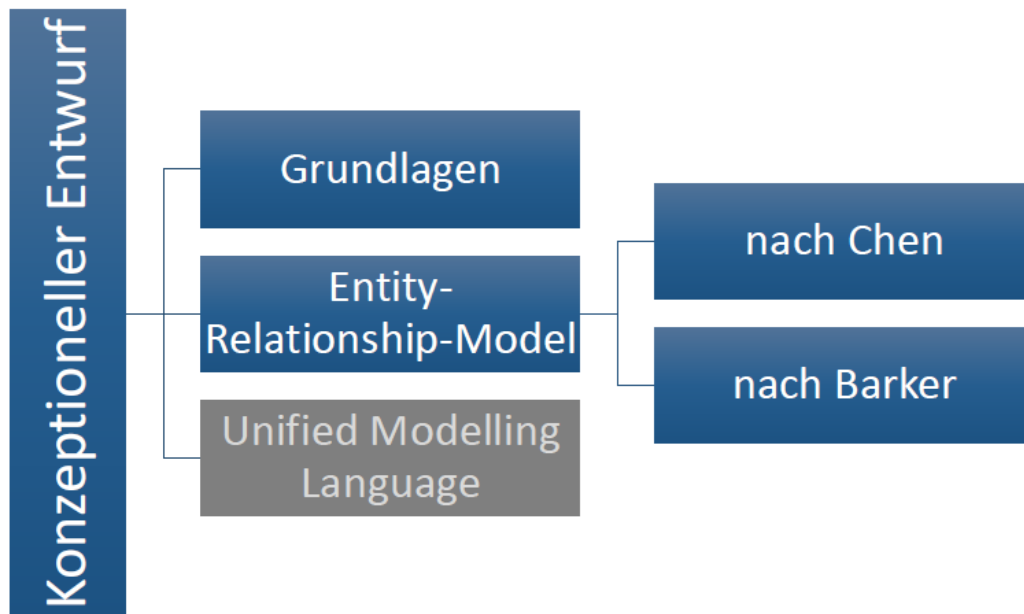 Konzeptioneller Entwurf
Grundlagen
Entity-
Relationship-Model
Unified Modelling
Language
nach Chen
nach Barker